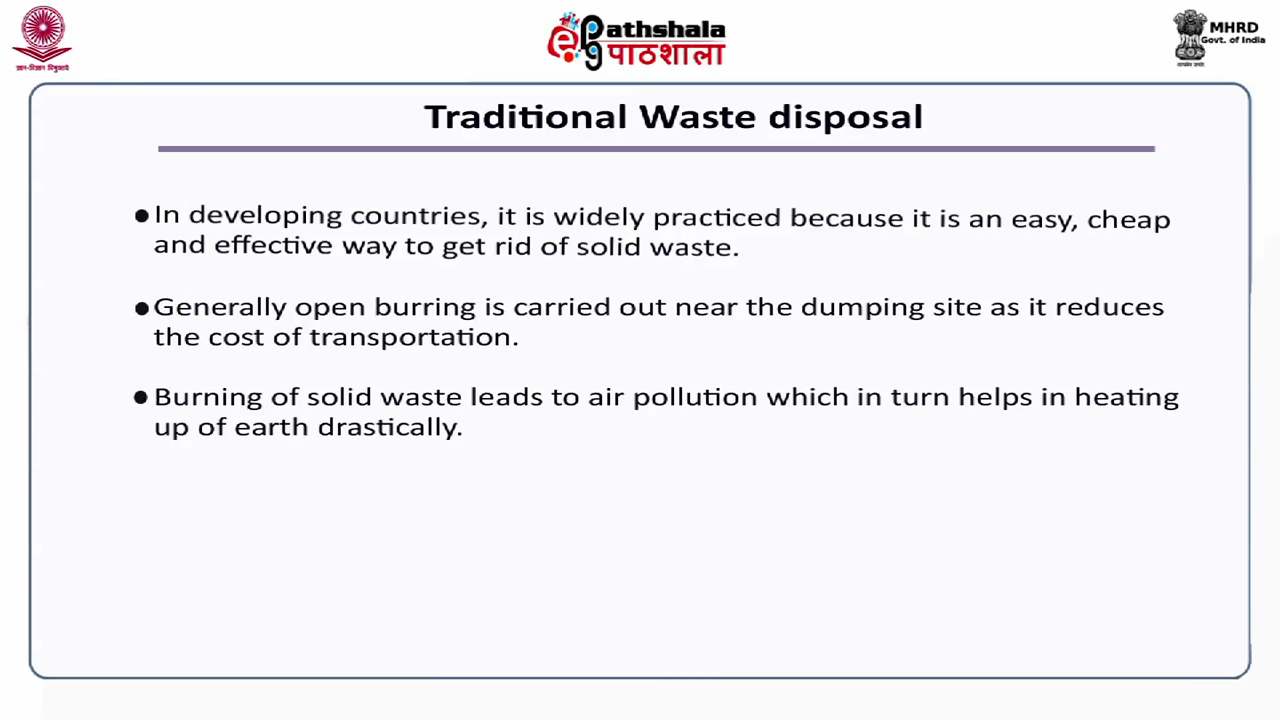 ज्ञान-विज्ञान विमुक्तये
ePG Pathshala
पाठशाला
MHRD
Govt. of India
Traditional Waste disposal
●In developing countries, it is widely practiced because it is an easy, cheap
and effective way to get rid of solid waste.
●Generally open burring is carried out near the dumping site as it reduces
the cost of transportation.
●Burning of solid waste leads to air pollution which in turn helps in heating
up of earth drastically.